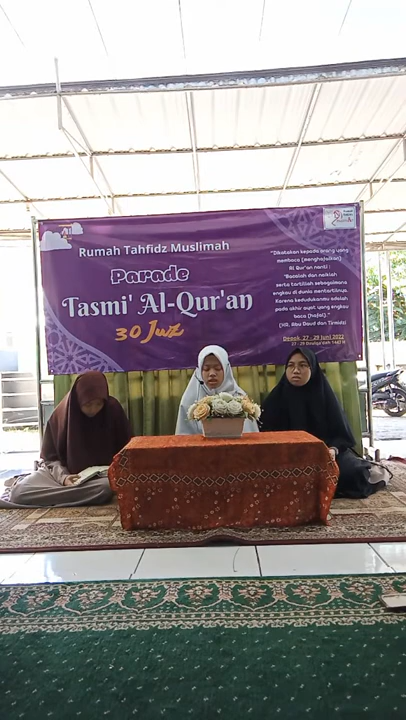 Rumah Tahfidz Muslimah
Parade
Tasmi' Al-Qur'an
30 Juz
"Dikatakan kepada orang yang
membaca (menghafalkan)
Al Qur'an nanti :
"Bacalah dan naiklah
serta tartillah sebagaimana
engkau di dunia mentartilnya.
Karena kedudukanmu adalah
pada akhir ayat yang engkau
baca (hafal)."
(HR. Abu Daud dan Tirmidzi)
Depok, 27 - 29 Juni 2022